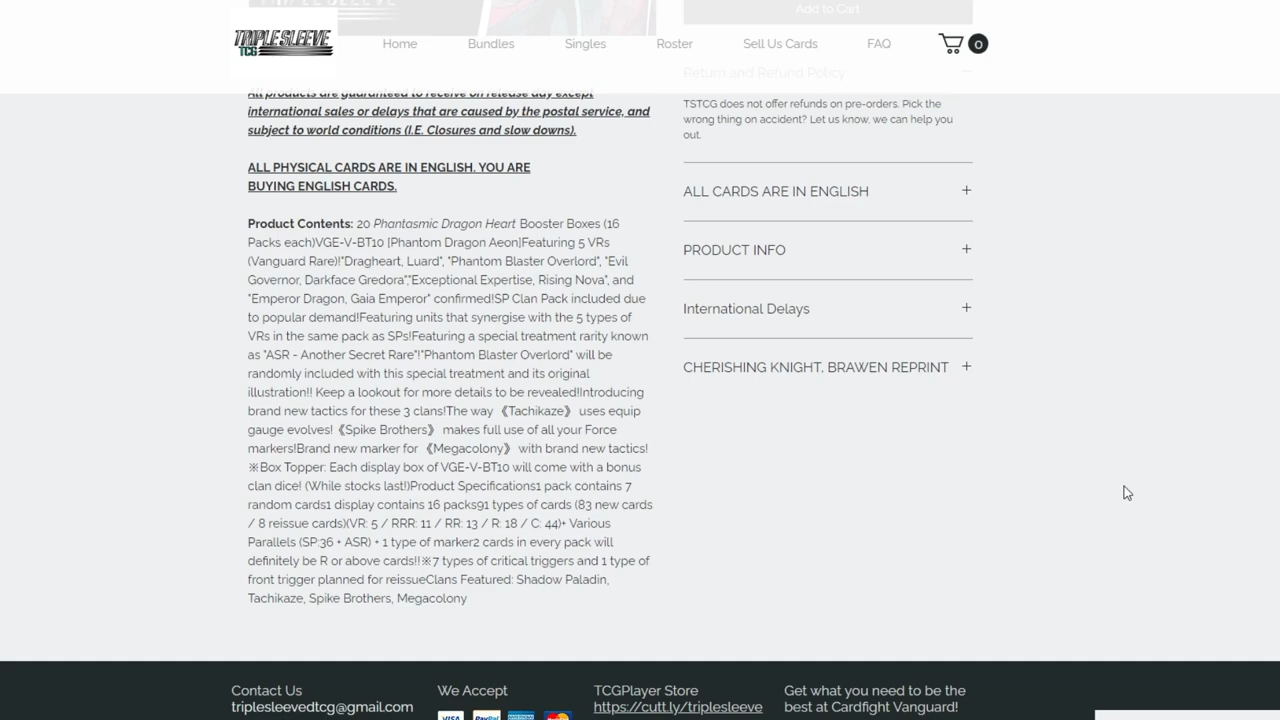 TRIPLE SLEEVE
TCG
Home
Bundles
Singles
Roster
Sell Us Cards
FAQ
0
Add to Cart
Return and Refund Policy
All products are guaranteed to receive on release day except
international sales or delays that are caused by the postal service, and
subject to world conditions (I.E. Closures and slow downs).
ALL PHYSICAL CARDS ARE IN ENGLISH. YOU ARE
BUYING ENGLISH CARDS.
Product Contents: 20 Phantasmic Dragon Heart Booster Boxes (16
Packs each)VGE-V-BT10 [Phantom Dragon Aeon]Featuring 5 VRs
(Vanguard Rare)!"Dragheart, Luard", "Phantom Blaster Overlord", "Evil
Governor, Darkface Gredora","Exceptional Expertise, Rising Nova", and
"Emperor Dragon, Gaia Emperor" confirmed!SP Clan Pack included due
to popular demand!Featuring units that synergise with the 5 types of
VRs in the same pack as SPs!Featuring a special treatment rarity known
as "ASR - Another Secret Rare"!"Phantom Blaster Overlord" will be
randomly included with this special treatment and its original
illustration!! Keep a lookout for more details to be revealed!Introducing
brand new tactics for these 3 clans!The way 《Tachikaze》 uses equip
gauge evolves!《Spike Brothers》 makes full use of all your Force
markers!Brand new marker for 《Megacolony》 with brand new tactics!
※Box Topper: Each display box of VGE-V-BT10 will come with a bonus
clan dice! (While stocks last!)Product Specifications1 pack contains 7
random cards1 display contains 16 packs91 types of cards (83 new cards
/ 8 reissue cards)(VR: 5 / RRR: 11 / RR: 13 / R: 18 / C: 44)+ Various
Parallels (SP:36 + ASR) + 1 type of marker2 cards in every pack will
definitely be R or above cards!!※7 types of critical triggers and 1 type of
front trigger planned for reissueClans Featured: Shadow Paladin,
Tachikaze, Spike Brothers, Megacolony
TSTCG does not offer refunds on pre-orders. Pick the
wrong thing on accident? Let us know, we can help you
out.
ALL CARDS ARE IN ENGLISH +
PRODUCT INFO +
International Delays +
CHERISHING KNIGHT, BRAWEN REPRINT +
Contact Us
triplesleevedtcg@gmail.com
We Accept
VISA
PayPal
TCGPlayer Store
https://cutt.ly/triplesleeve
Get what you need to be the
best at Cardfight Vanguard!